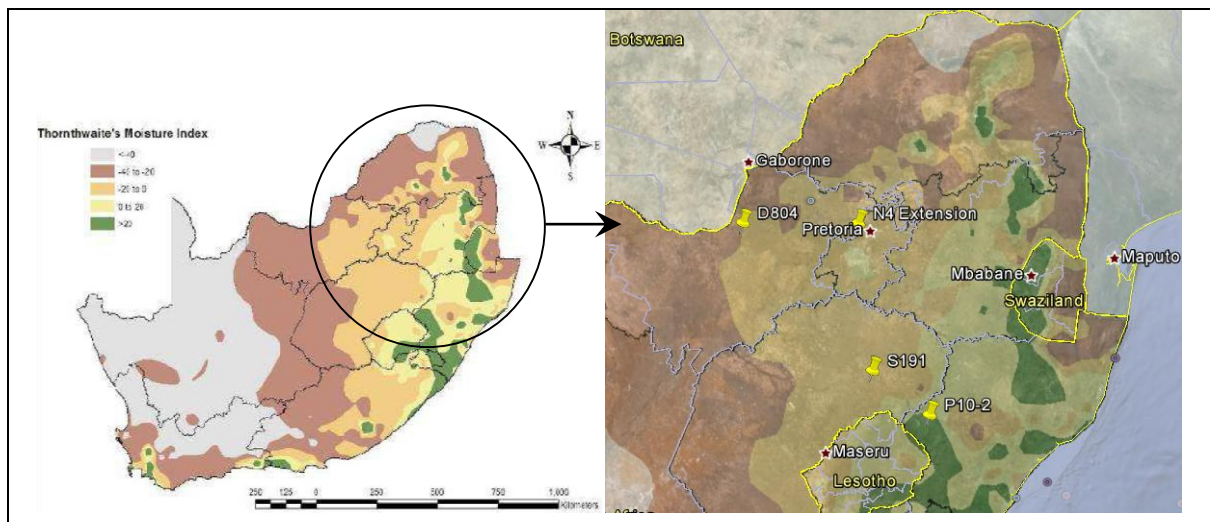 Thornthwaite's Moisture Index
<-40
-40 to -20
-20 to 0
0 to 20
>20
N
W
E
S
250 125 0 250 500 750 1,000
Kilometers
Botswana
Gaborone
D804
N4 Extension
Pretoria
Maputo
Mbabane
Swaziland
S191
P10-2
Maseru
Lesotho